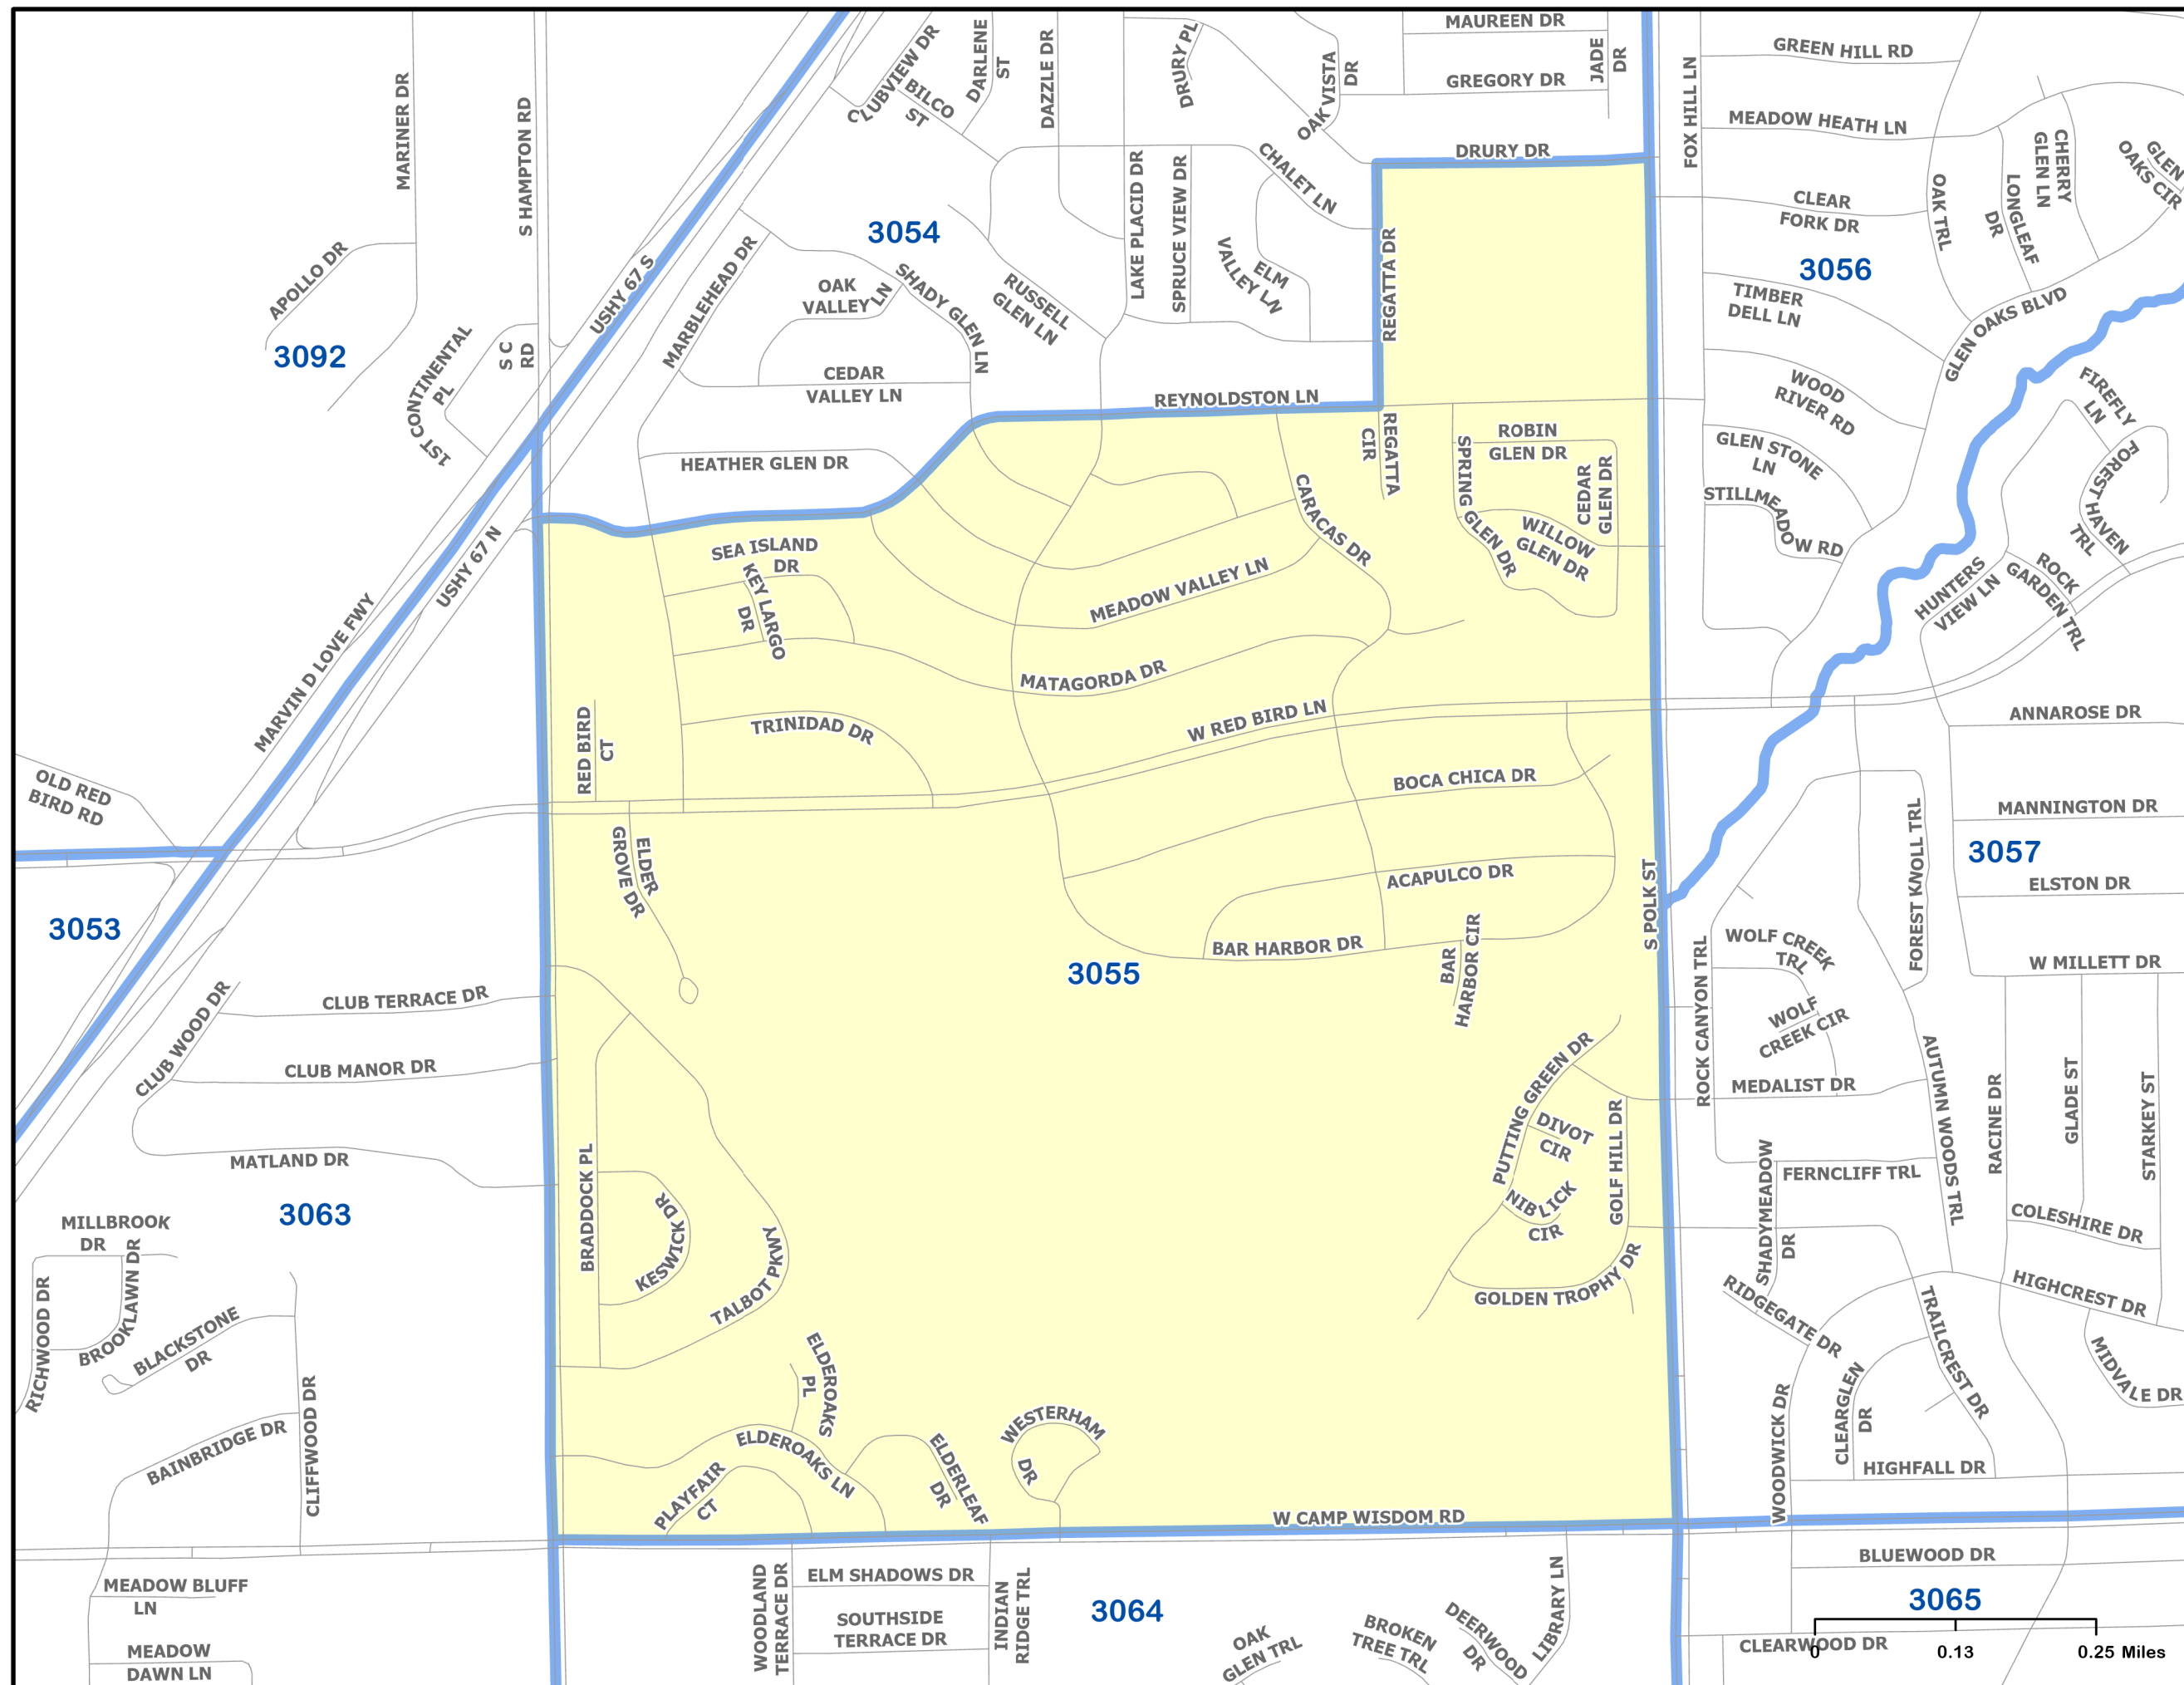 MAUREEN DR
GREGORY DR
JADE
DR
DRURY PL
OAK VISTA
DR
DAZZLE DR
DARLENE
ST
CLUBVIEW DR
BILCO
ST
MARINER DR
S HAMPTON RD
FOX HILL LN
GREEN HILL RD
MEADOW HEATH LN
CHERRY
GLEN LN
GLEN
OAKS CIR
LONGLEAF
DR
OAK TRL
CLEAR
FORK DR
3056
TIMBER
DELL LN
GLEN OAKS BLVD
DRURY DR
CHALET LN
LAKE PLACID DR
SPRUCE VIEW DR
ELM
VALLEY LN
REGATTA DR
3054
APOLLO DR
3092
1ST CONTINENTAL
PL
S C
RD
USHY 67 S
MARBLEHEAD DR
OAK
VALLEY LN
SHADY GLEN LN
RUSSELL
GLEN LN
CEDAR
VALLEY LN
REYNOLDSTON LN
HEATHER GLEN DR
REGATTA
CIR
ROBIN
GLEN DR
SPRING GLEN DR
CEDAR
GLEN DR
WILLOW
GLEN DR
CARACAS DR
WOOD
RIVER RD
GLEN STONE
LN
STILLMEADOW RD
FIREFLY
LN
FOREST HAVEN
TRL
ROCK
GARDEN TRL
HUNTERS
VIEW LN
SEA ISLAND
DR
KEY LARGO
DR
MEADOW VALLEY LN
MATAGORDA DR
USHY 67 N
MARVIN D LOVE FWY
RED BIRD
CT
TRINIDAD DR
W RED BIRD LN
BOCA CHICA DR
ACAPULCO DR
BAR HARBOR DR
BAR
HARBOR CIR
ELDER
GROVE DR
OLD RED
BIRD RD
ANNAROSE DR
MANNINGTON DR
3057
ELSTON DR
W MILLETT DR
FOREST KNOLL TRL
S POLK ST
3053
3055
CLUB WOOD DR
CLUB TERRACE DR
CLUB MANOR DR
MATLAND DR
3063
ROCK CANYON TRL
WOLF CREEK
TRL
WOLF
CREEK CIR
MEDALIST DR
AUTUMN WOODS TRL
RACINE DR
GLADE ST
STARKEY ST
PUTTING GREEN DR
DIVOT
CIR
NIBLICK
CIR
GOLF HILL DR
GOLDEN TROPHY DR
FERNCLIFF TRL
SHADYMEADOW
DR
COLESHIRE DR
HIGHCREST DR
RIDGEGATE DR
TRAILCREST DR
MIDVALE DR
BRADDOCK PL
KESWICK DR
TALBOT PKWY
MILLBROOK
DR
BROOKLAWN DR
RICHWOOD DR
BLACKSTONE
DR
BAINBRIDGE DR
CLIFFWOOD DR
ELDEROAKS
PL
ELDEROAKS LN
PLAYFAIR
CT
ELDERLEAF
DR
WESTERHAM
DR
W CAMP WISDOM RD
WOODWICK DR
CLEARGLEN
DR
HIGHFALL DR
BLUEWOOD DR
3065
CLEARWOOD DR
MEADOW BLUFF
LN
MEADOW
DAWN LN
WOODLAND
TERRACE DR
ELM SHADOWS DR
SOUTHSIDE
TERRACE DR
INDIAN
RIDGE TRL
3064
OAK
GLEN TRL
BROKEN
TREE TRL
DEERWOOD
DR
LIBRARY LN
0 0.13 0.25 Miles